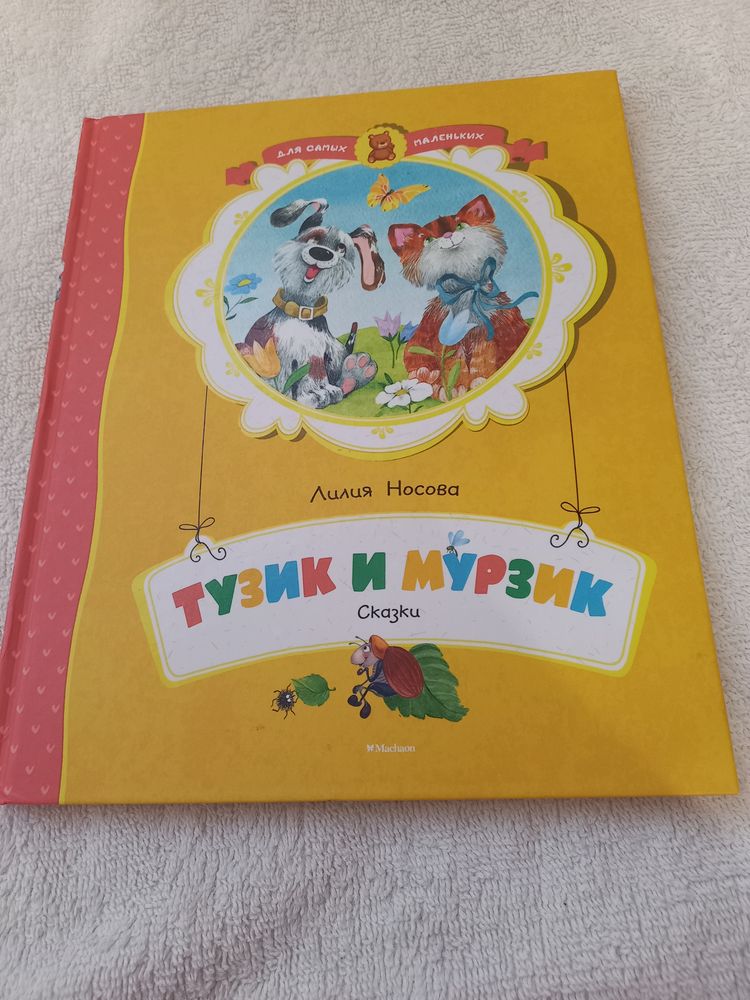 для самых маленьких
Лилия Носова
ТУЗИК И МУРЗИК
Сказки
Machaon